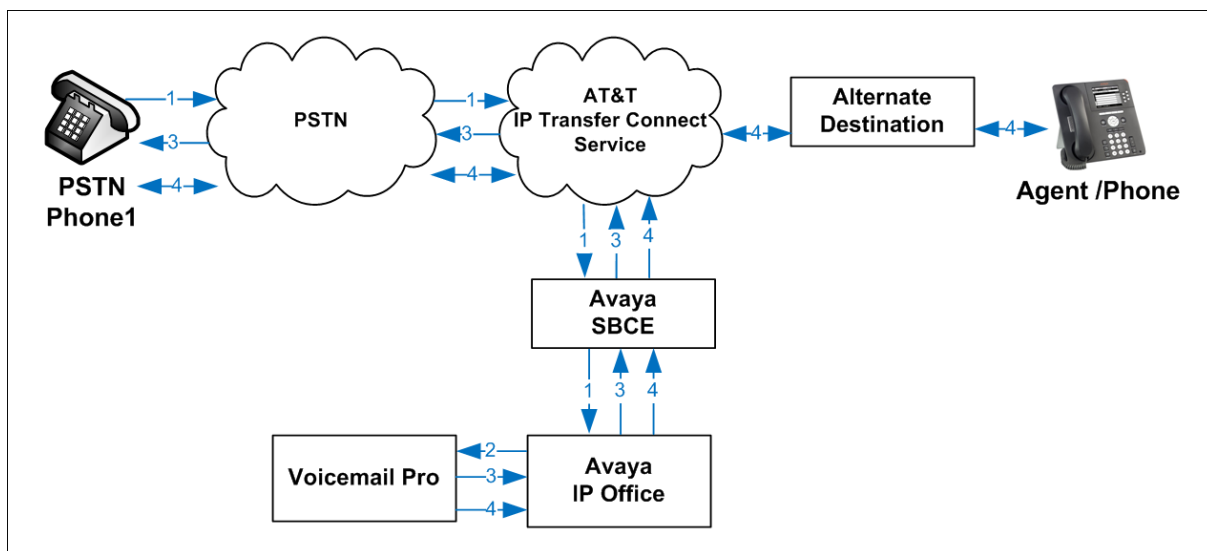 1
1
PSTN
AT&T
IP Transfer Connect
Service
Alternate
Destination
3
3
4
4
4
4
PSTN
Phone1
Agent /Phone
1
3
4
Avaya
SBCE
1
3
4
Voicemail Pro
2
3
4
Avaya
IP Office